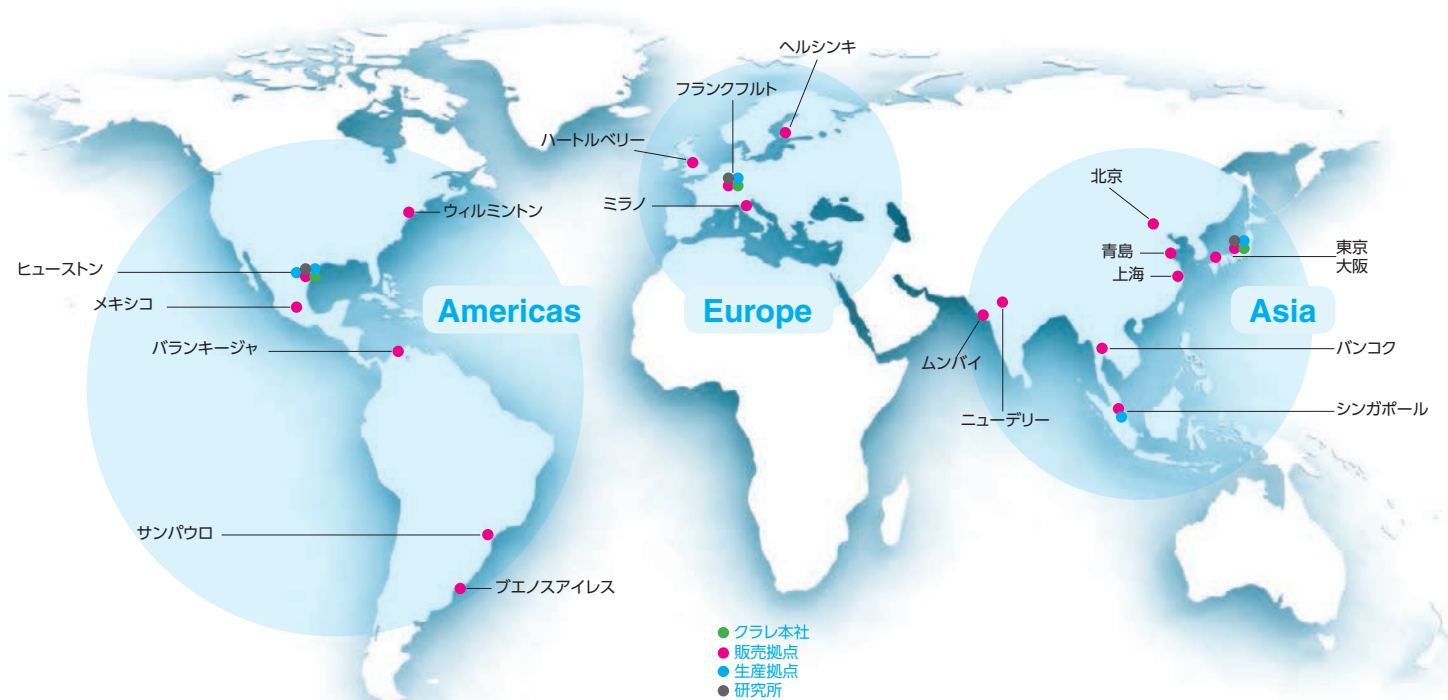 ヘルシンキ
フランクフルト
ハートルベリー
ミラノ
ウィルミントン
ヒューストン
メキシコ
バランキージャ
サンパウロ
ブエノスアイレス
Americas
Europe
Asia
北京
青島
上海
東京
大阪
ムンバイ
ニューデリー
バンコク
シンガポール
クラレ本社
販売拠点
生産拠点
研究所